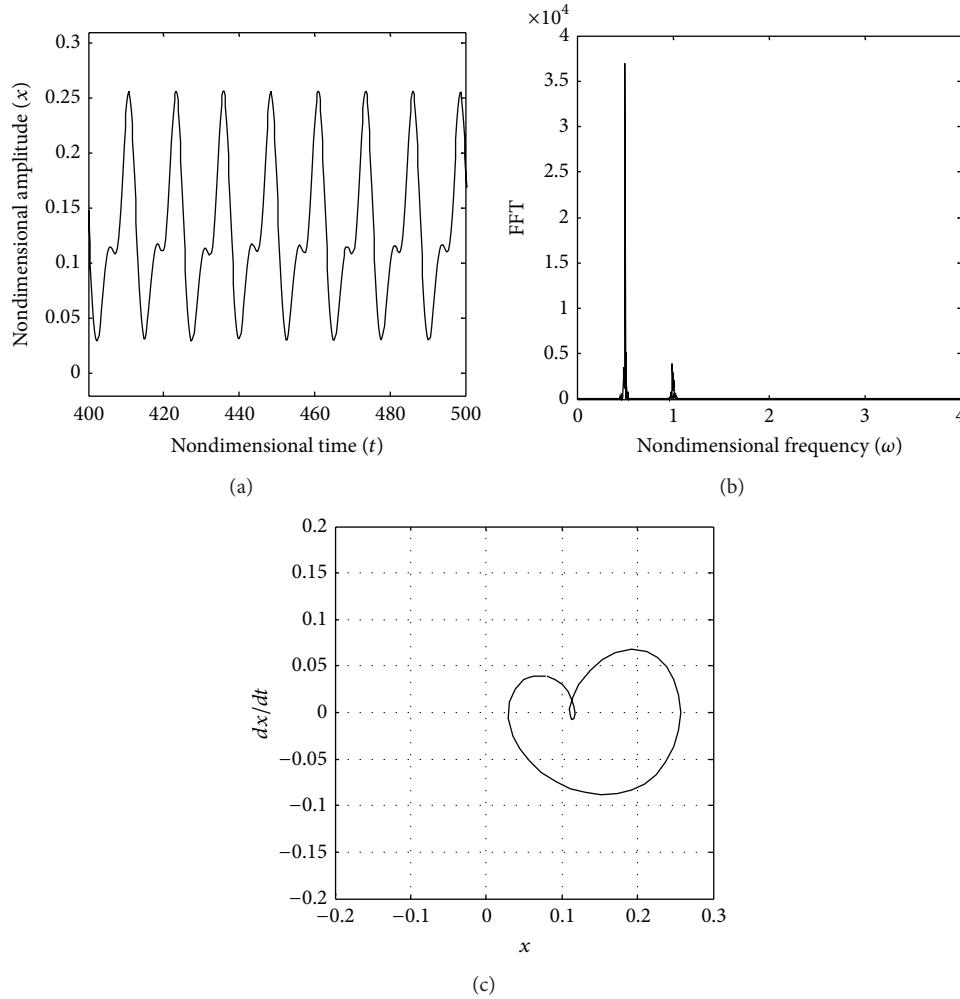 0.3
0.25
0.2
0.15
0.1
0.05
0
Nondimensional amplitude (x)
400 420 440 460 480 500
Nondimensional time (t)
(a)
×10⁴
4
3.5
3
2.5
2
1.5
1
0.5
0
FFT
0 1 2 3 4
Nondimensional frequency (ω)
(b)
0.2
0.15
0.1
0.05
0
−0.05
−0.1
−0.15
−0.2
dx/dt
−0.2 −0.1 0 0.1 0.2 0.3
x
(c)